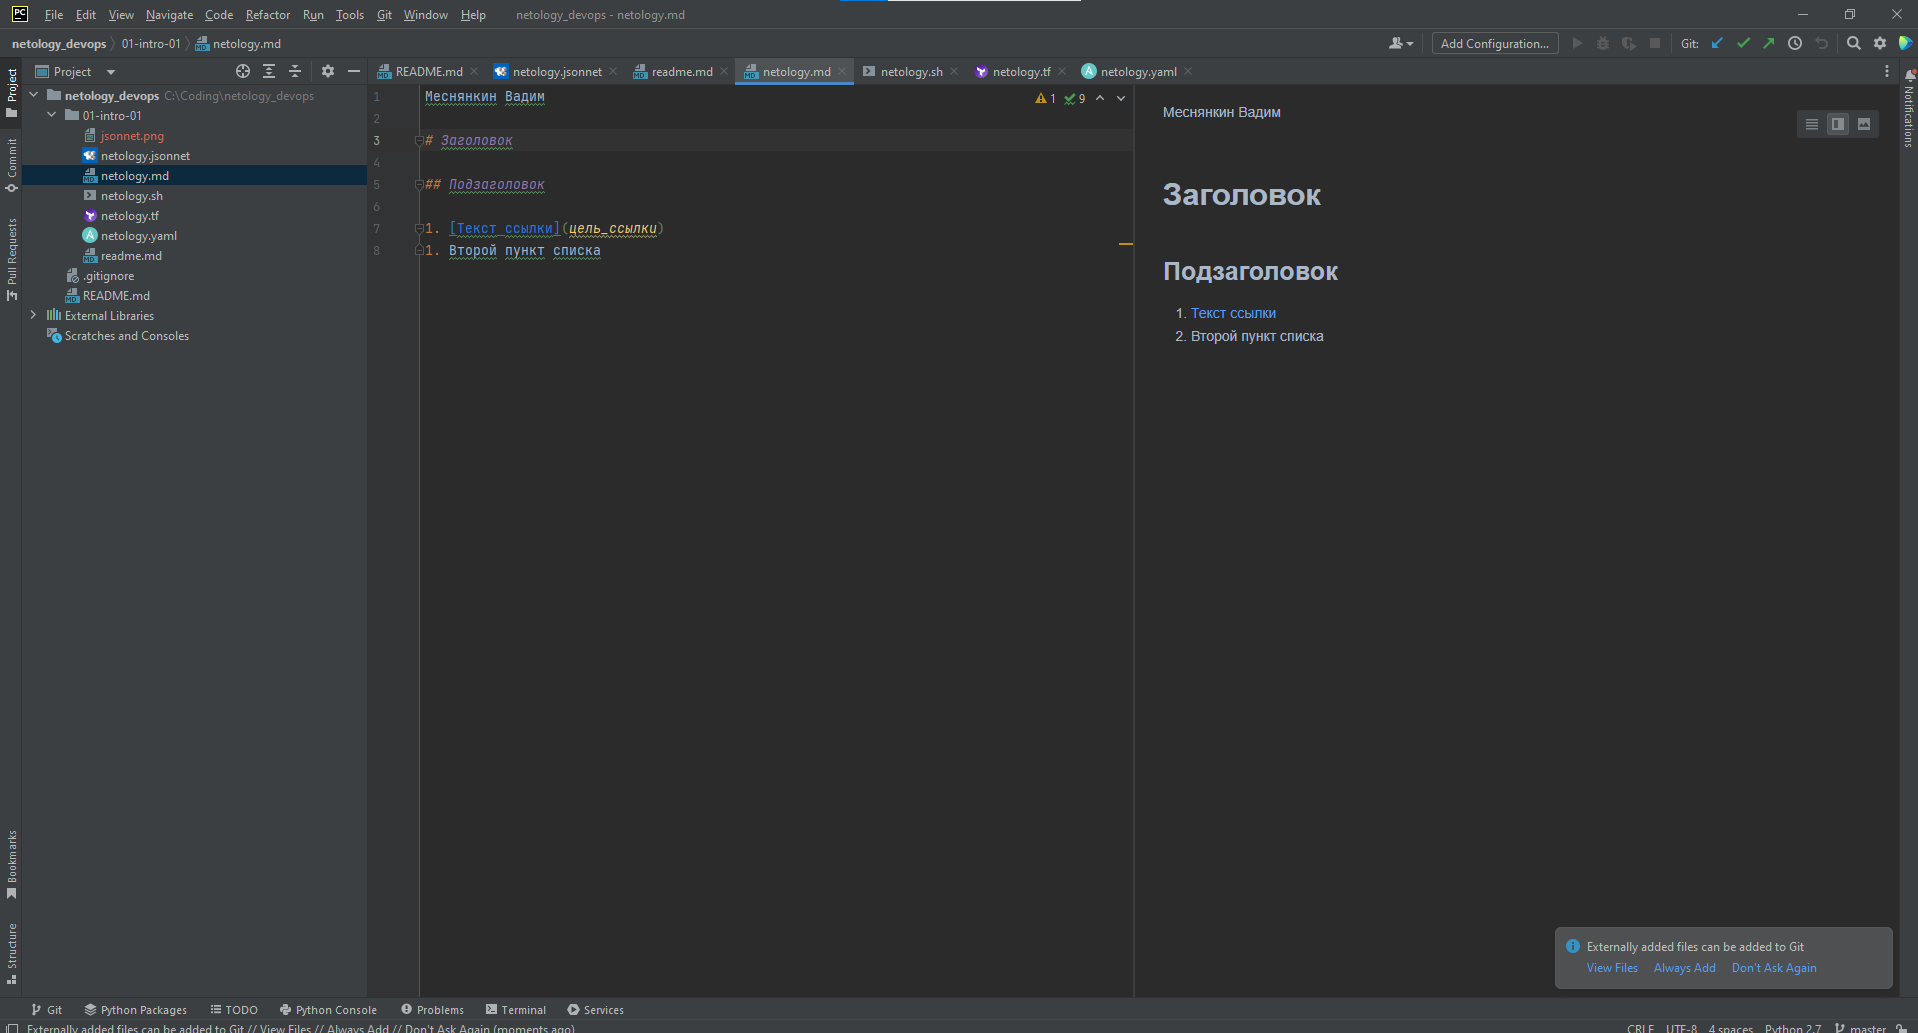 PC File Edit View Navigate Code Refactor Run Tools Git Window Help netology_devops - netology.md
netology_devops 01-intro-01 netology.md Add Configuration... Git:
Project README.md netology.jsonnet readme.md netology.md netology.sh netology.tf netology.yaml
Project
Commit
Pull Requests
Bookmarks
Structure
Notifications
netology_devops C:\Coding\netology_devops
01-intro-01
jsonnet.png
netology.jsonnet
netology.md
netology.sh
netology.tf
netology.yaml
readme.md
.gitignore
README.md
External Libraries
Scratches and Consoles
1 Меснянкин Вадим 1 9
2
3 # Заголовок
4
5 ## Подзаголовок
6
7 1. [Текст ссылки](цель_ссылки)
8 1. Второй пункт списка
Меснянкин Вадим
Заголовок
Подзаголовок
1. Текст ссылки
2. Второй пункт списка
Externally added files can be added to Git
View Files Always Add Don't Ask Again
Git Python Packages TODO Python Console Problems Terminal Services
Externally added files can be added to Git // View Files // Always Add // Don't Ask Again (moments ago) CRLF UTF-8 4 spaces Python 2.7 master